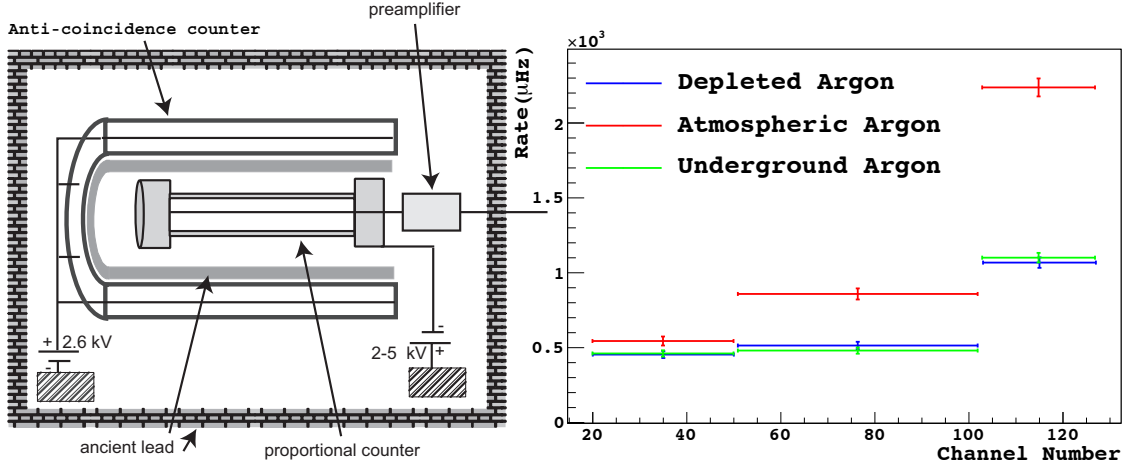 preamplifier
Anti-coincidence counter
+ 2.6 kV
-
2-5 kV
-
+
ancient lead
proportional counter
×10³
Rate(μHz)
Depleted Argon
Atmospheric Argon
Underground Argon
2
1.5
1
0.5
0
20 40 60 80 100 120
Channel Number